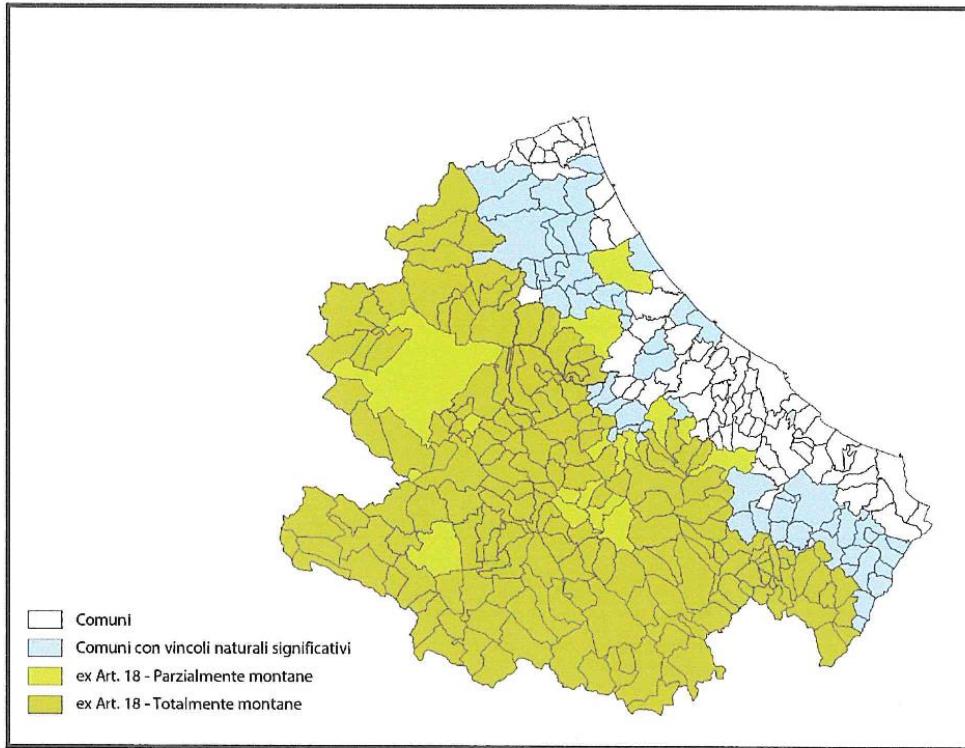 Comuni
Comuni con vincoli naturali significativi
ex Art. 18 - Parzialmente montane
ex Art. 18 - Totalmente montane